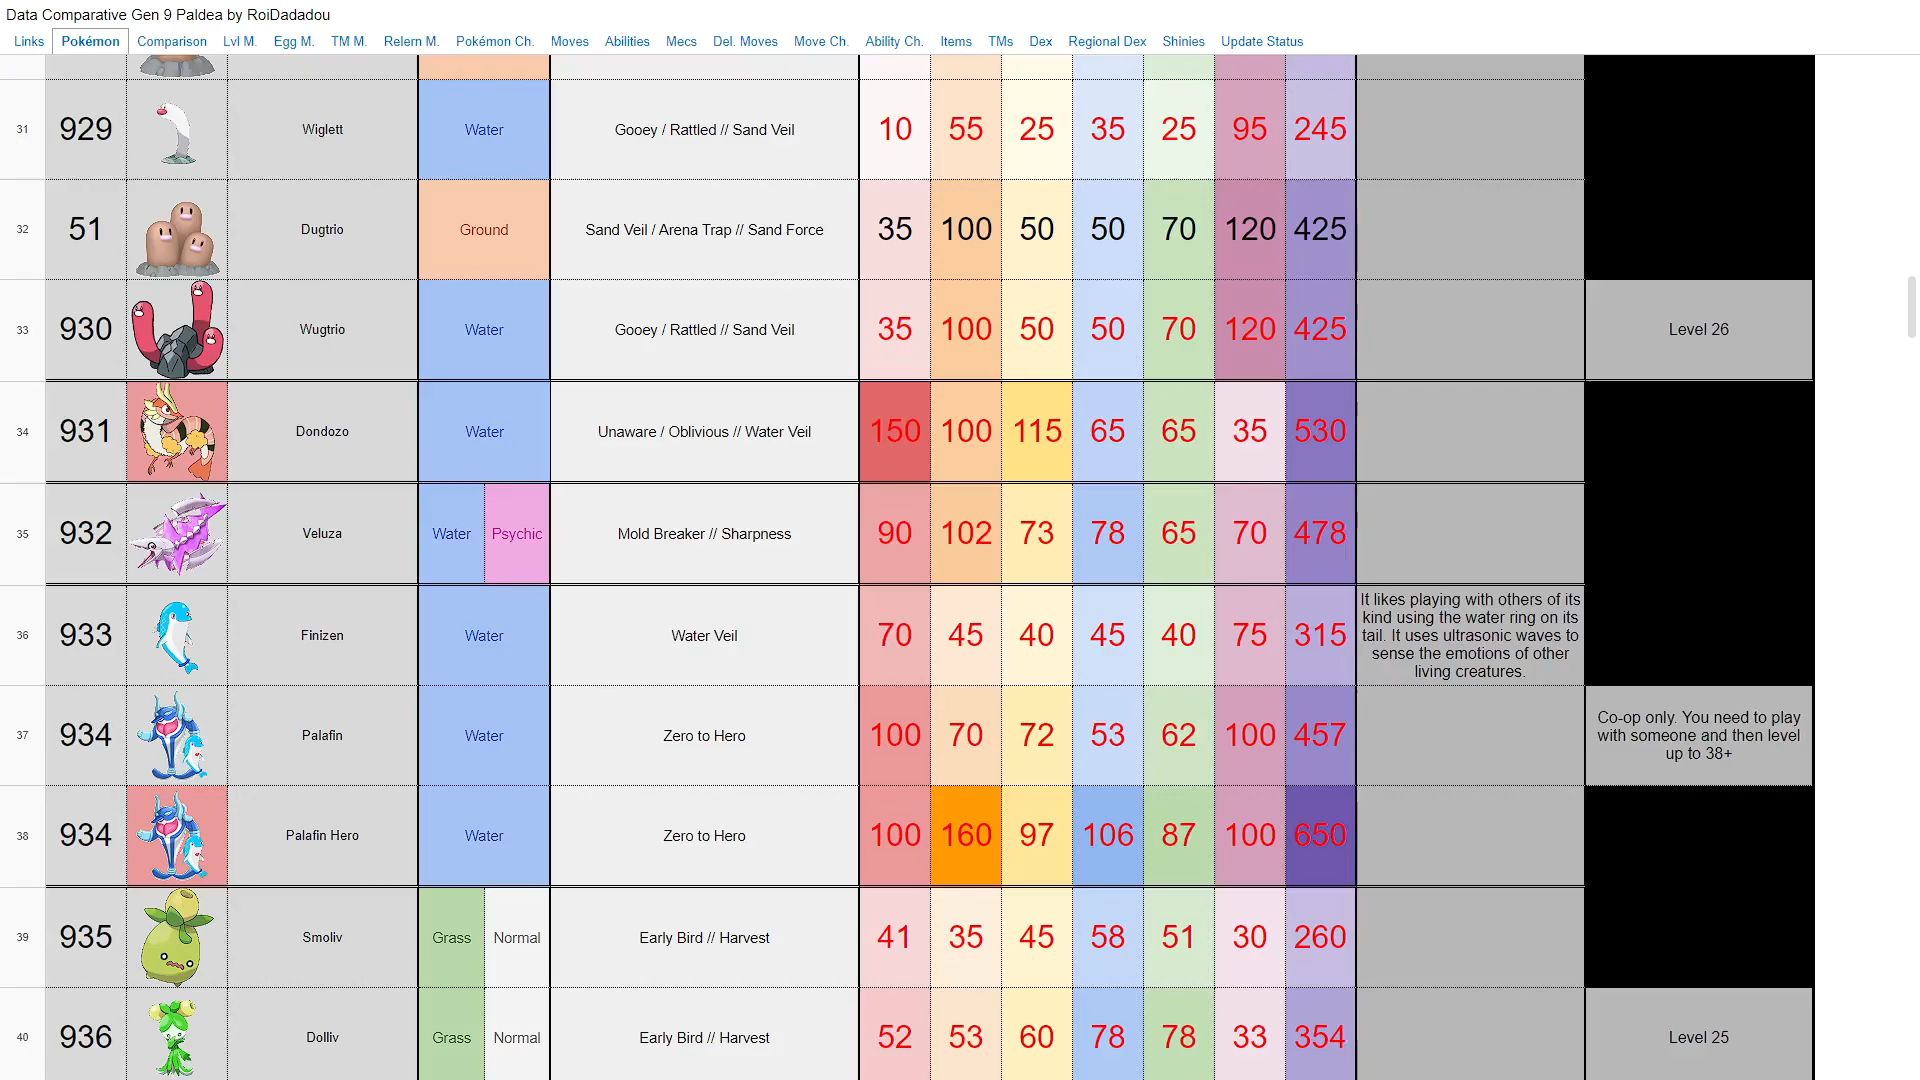 Data Comparative Gen 9 Paldea by RoiDadadou
Links Pokémon Comparison Lvl M. Egg M. TM M. Relern M. Pokémon Ch. Moves Abilities Mecs Del. Moves Move Ch. Ability Ch. Items TMs Dex Regional Dex Shinies Update Status
31 929 Wiglett Water Gooey / Rattled // Sand Veil 10 55 25 35 25 95 245
32 51 Dugtrio Ground Sand Veil / Arena Trap // Sand Force 35 100 50 50 70 120 425
33 930 Wugtrio Water Gooey / Rattled // Sand Veil 35 100 50 50 70 120 425 Level 26
34 931 Dondozo Water Unaware / Oblivious // Water Veil 150 100 115 65 65 35 530
35 932 Veluza Water Psychic Mold Breaker // Sharpness 90 102 73 78 65 70 478
36 933 Finizen Water Water Veil 70 45 40 45 40 75 315
It likes playing with others of its
kind using the water ring on its
tail. It uses ultrasonic waves to
sense the emotions of other
living creatures.
37 934 Palafin Water Zero to Hero 100 70 72 53 62 100 457
Co-op only. You need to play
with someone and then level
up to 38+
38 934 Palafin Hero Water Zero to Hero 100 160 97 106 87 100 650
39 935 Smoliv Grass Normal Early Bird // Harvest 41 35 45 58 51 30 260
40 936 Dolliv Grass Normal Early Bird // Harvest 52 53 60 78 78 33 354 Level 25